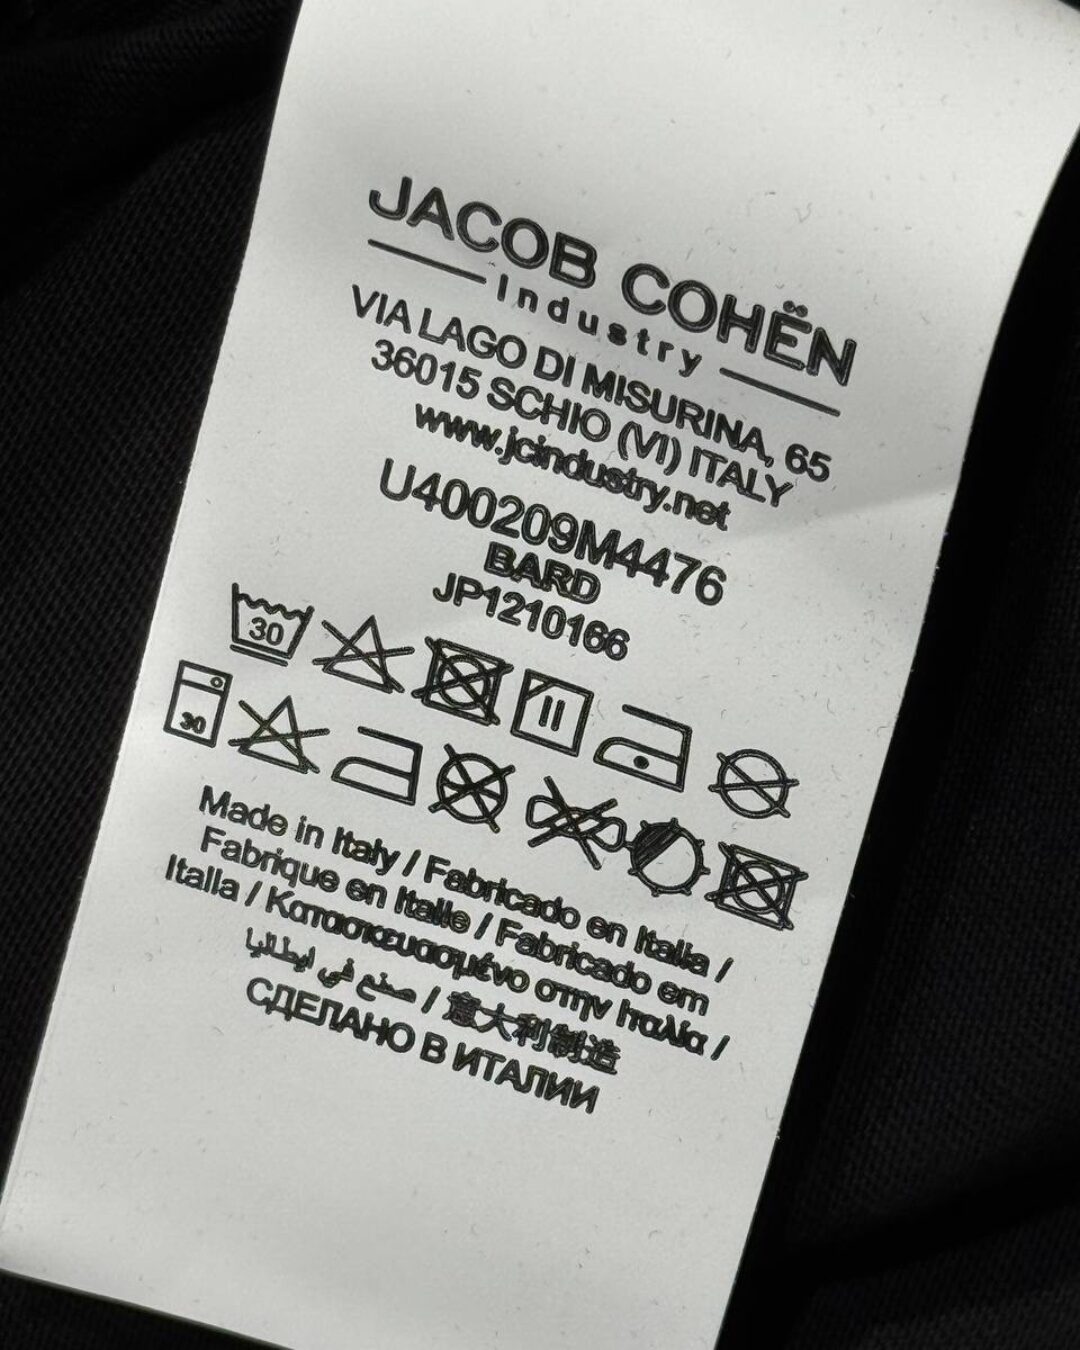 JACOB COHËN
Industry
VIA LAGO DI MISURINA, 65
36015 SCHIO (VI) ITALY
www.jcindustry.net
U400209M4476
BARD
JP1210166
30
30
Made in Italy / Fabricado en Italia /
Fabrique en Italie / Fabricado em
Italia / Κατασκευασμένο στην Ιταλία /
صنع في ايطاليا / 意大利制造
СДЕЛАНО В ИТАЛИИ